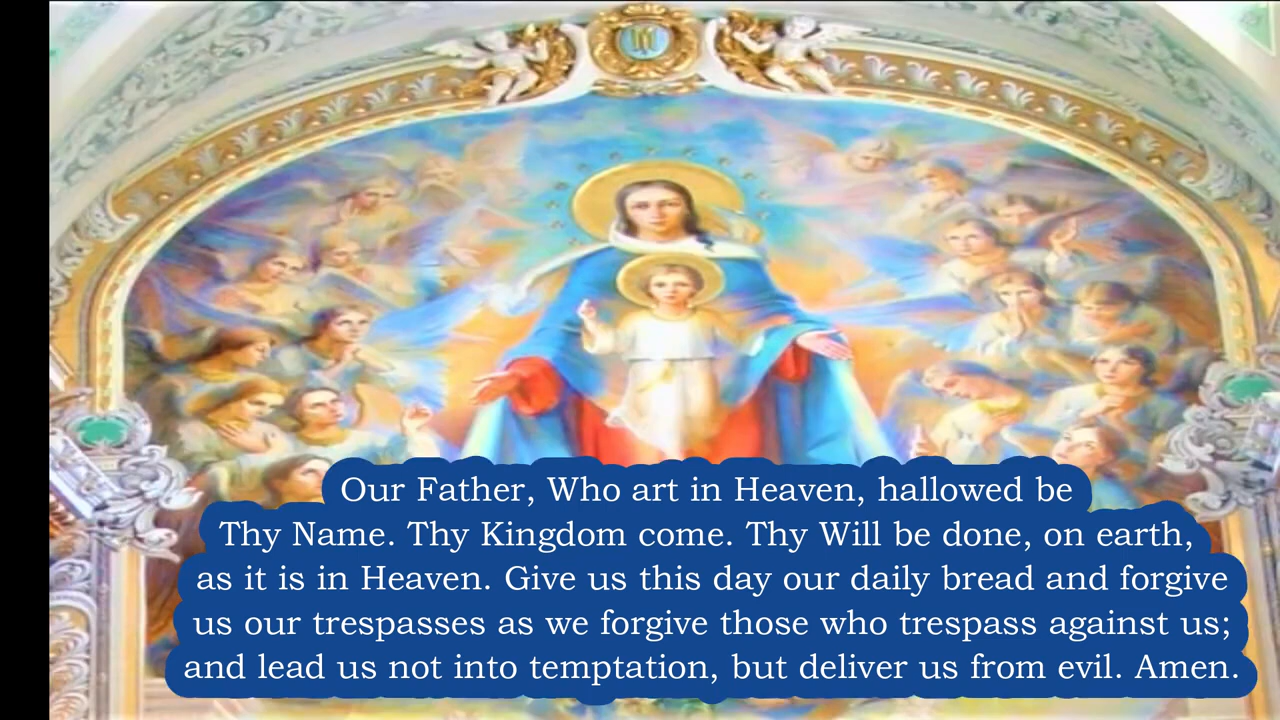 Our Father, Who art in Heaven, hallowed be
Thy Name. Thy Kingdom come. Thy Will be done, on earth,
as it is in Heaven. Give us this day our daily bread and forgive
us our trespasses as we forgive those who trespass against us;
and lead us not into temptation, but deliver us from evil. Amen.